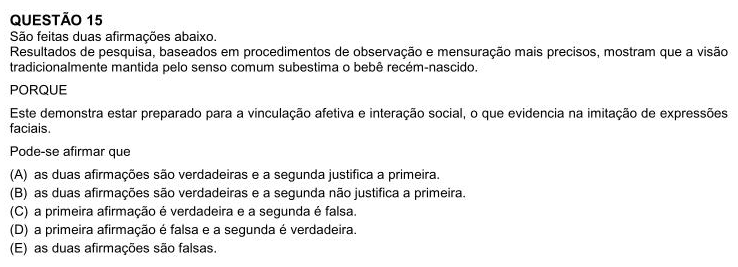 QUESTÃO 15
São feitas duas afirmações abaixo.
Resultados de pesquisa, baseados em procedimentos de observação e mensuração mais precisos, mostram que a visão
tradicionalmente mantida pelo senso comum subestima o bebê recém-nascido.
PORQUE
Este demonstra estar preparado para a vinculação afetiva e interação social, o que evidencia na imitação de expressões
faciais.
Pode-se afirmar que
(A) as duas afirmações são verdadeiras e a segunda justifica a primeira.
(B) as duas afirmações são verdadeiras e a segunda não justifica a primeira.
(C) a primeira afirmação é verdadeira e a segunda é falsa.
(D) a primeira afirmação é falsa e a segunda é verdadeira.
(E) as duas afirmações são falsas.